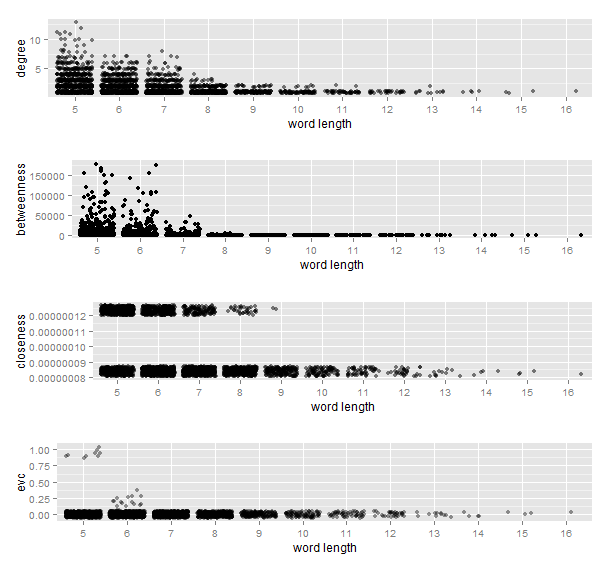 degree
10
5
5 6 7 8 9 10 11 12 13 14 15 16
word length
betweenness
150000
100000
50000
0
5 6 7 8 9 10 11 12 13 14 15 16
word length
closeness
0.00000012
0.00000011
0.00000010
0.00000009
0.00000008
5 6 7 8 9 10 11 12 13 14 15 16
word length
evc
1.00
0.75
0.50
0.25
0.00
5 6 7 8 9 10 11 12 13 14 15 16
word length